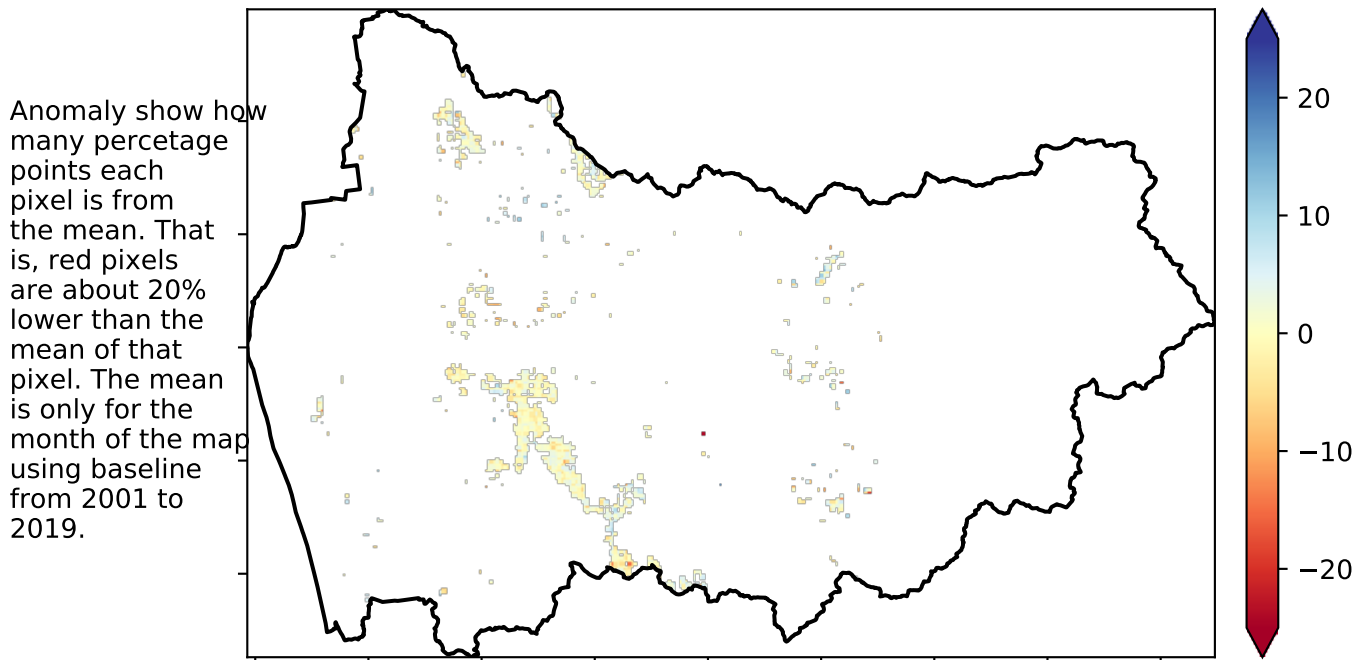 Anomaly show how
many percetage
points each
pixel is from
the mean. That
is, red pixels
are about 20%
lower than the
mean of that
pixel. The mean
is only for the
month of the map
using baseline
from 2001 to
2019.
20
10
0
−10
−20